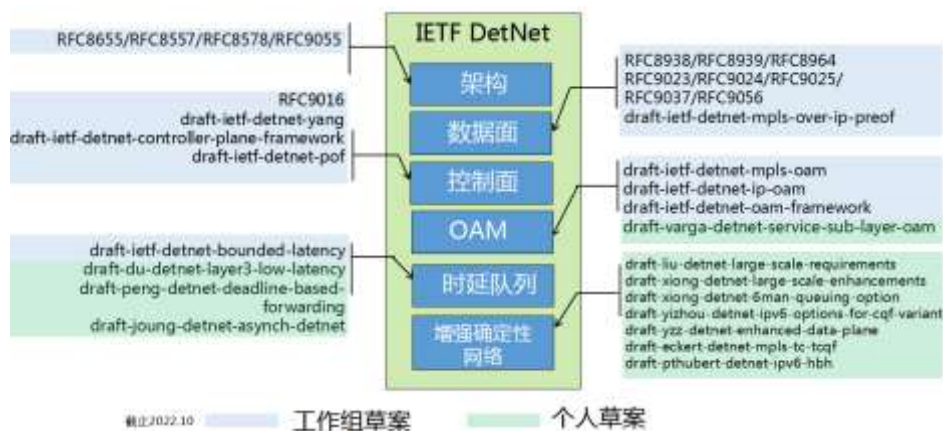 IETF DetNet
RFC8655/RFC8557/RFC8578/RFC9055
架构
RFC8938/RFC8939/RFC8964
RFC9023/RFC9024/RFC9025/
RFC9037/RFC9056
draft-ietf-detnet-mpls-over-ip-preof
数据面
RFC9016
draft-ietf-detnet-yang
draft-ietf-detnet-controller-plane-framework
draft-ietf-detnet-pof
控制面
draft-ietf-detnet-mpls-oam
draft-ietf-detnet-ip-oam
draft-ietf-detnet-oam-framework
draft-varga-detnet-service-sub-layer-oam
OAM
draft-ietf-detnet-bounded-latency
draft-du-detnet-layer3-low-latency
draft-peng-detnet-deadline-based-
forwarding
draft-joung-detnet-asynch-detnet
时延队列
draft-liu-detnet-large-scale-requirements
draft-xiong-detnet-large-scale-enhancements
draft-xiong-detnet-6man-queuing-option
draft-yizhou-detnet-ipv6-options-for-cqf-variant
draft-yzz-detnet-enhanced-data-plane
draft-eckert-detnet-mpls-tc-tcqf
draft-pthubert-detnet-ipv6-hbh
增强确定性
网络
截止2022.10
工作组草案
个人草案